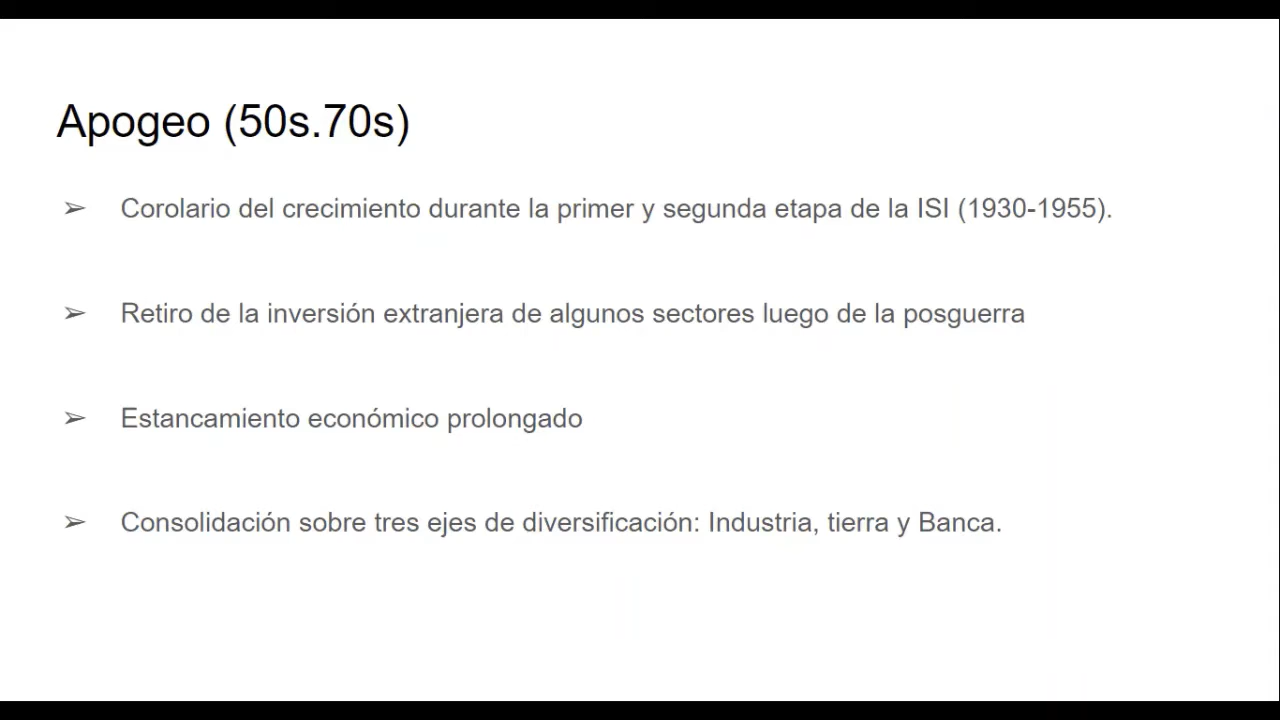 Apogeo (50s.70s)
➢ Corolario del crecimiento durante la primer y segunda etapa de la ISI (1930-1955).
➢ Retiro de la inversión extranjera de algunos sectores luego de la posguerra
➢ Estancamiento económico prolongado
➢ Consolidación sobre tres ejes de diversificación: Industria, tierra y Banca.